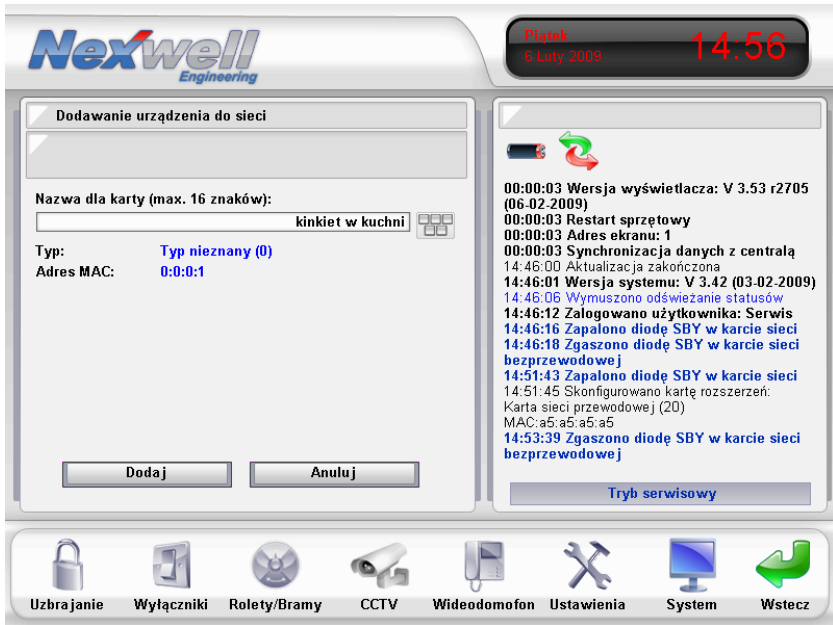 Nexwell
Engineering
Piątek
6 Luty 2009
14:56
Dodawanie urządzenia do sieci
Nazwa dla karty (max. 16 znaków):
kinkiet w kuchni
Typ: Typ nieznany (0)
Adres MAC: 0:0:0:1
Dodaj
Anuluj
00:00:03 Wersja wyświetlacza: V 3.53 r2705
(06-02-2009)
00:00:03 Restart sprzętowy
00:00:03 Adres ekranu: 1
00:00:03 Synchronizacja danych z centralą
14:46:00 Aktualizacja zakończona
14:46:01 Wersja systemu: V 3.42 (03-02-2009)
14:46:06 Wymuszono odświeżanie statusów
14:46:12 Zalogowano użytkownika: Serwis
14:46:16 Zapalono diodę SBY w karcie sieci
14:46:18 Zgaszono diodę SBY w karcie sieci
bezprzewodowej
14:51:43 Zapalono diodę SBY w karcie sieci
14:51:45 Skonfigurowano kartę rozszerzeń:
Karta sieci przewodowej (20)
MAC:a5:a5:a5:a5
14:53:39 Zgaszono diodę SBY w karcie sieci
bezprzewodowej
Tryb serwisowy
Uzbrajanie
Wyłączniki
Rolety/Bramy
CCTV
Wideodomofon
Ustawienia
System
Wstecz